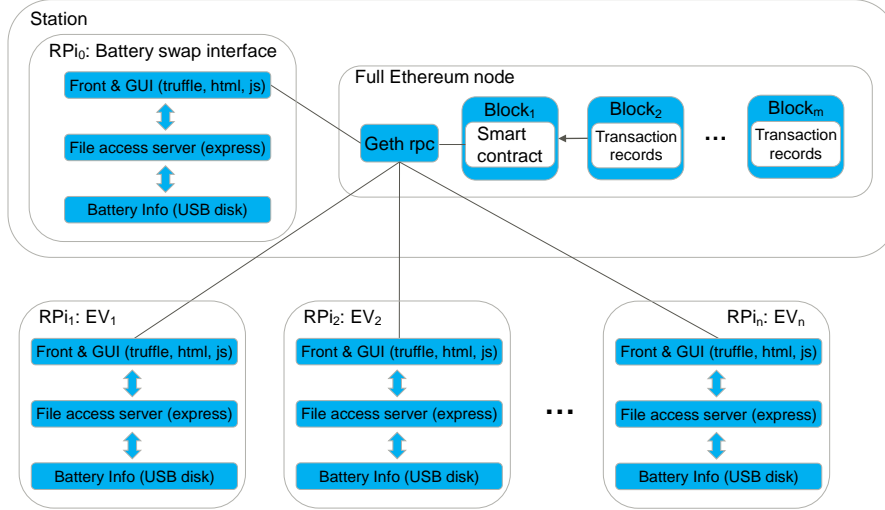 Station
RPi₀: Battery swap interface
Front & GUI (truffle, html, js)
File access server (express)
Battery Info (USB disk)
Full Ethereum node
Geth rpc
Block₁
Smart
contract
Block₂
Transaction
records
...
Blockₘ
Transaction
records
RPi₁: EV₁
Front & GUI (truffle, html, js)
File access server (express)
Battery Info (USB disk)
RPi₂: EV₂
Front & GUI (truffle, html, js)
File access server (express)
Battery Info (USB disk)
...
RPiₙ: EVₙ
Front & GUI (truffle, html, js)
File access server (express)
Battery Info (USB disk)